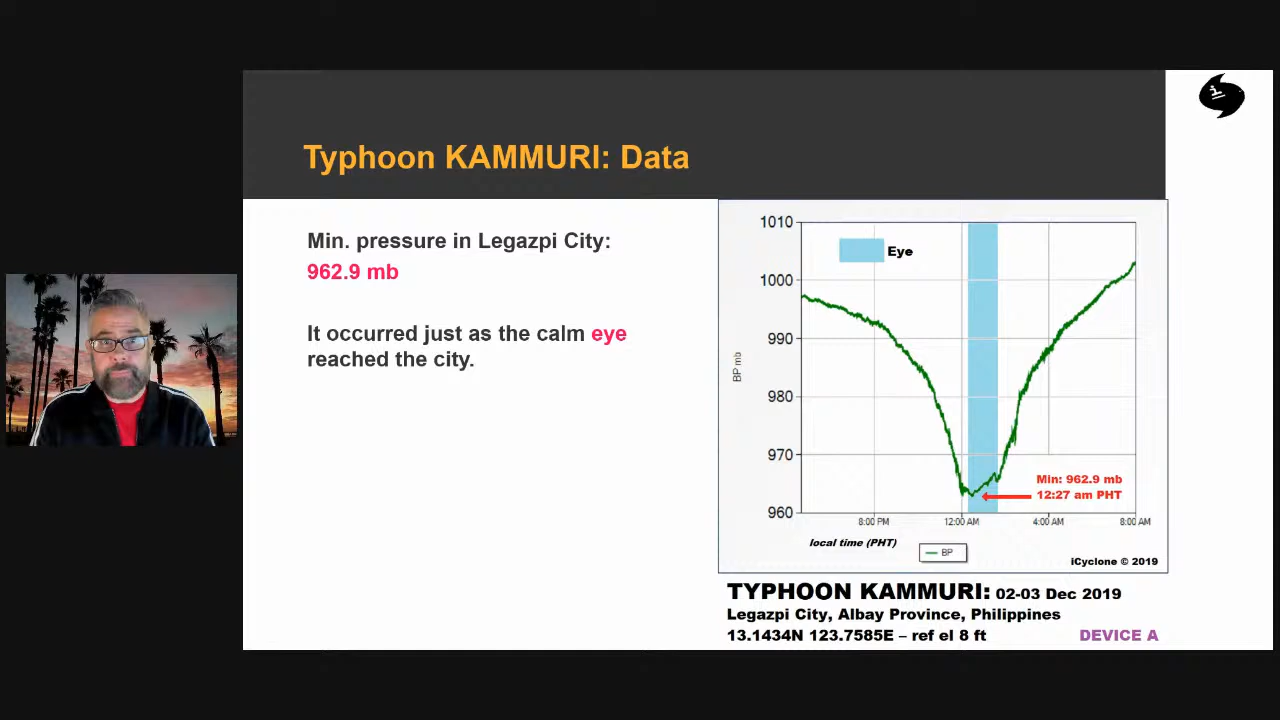 Typhoon KAMMURI: Data
Min. pressure in Legazpi City:
962.9 mb
It occurred just as the calm eye
reached the city.
1010
1000
990
980
970
960
BP mb
Eye
Min: 962.9 mb
12:27 am PHT
8:00 PM
12:00 AM
4:00 AM
8:00 AM
local time (PHT)
BP
iCyclone © 2019
TYPHOON KAMMURI: 02-03 Dec 2019
Legazpi City, Albay Province, Philippines
13.1434N 123.7585E – ref el 8 ft
DEVICE A